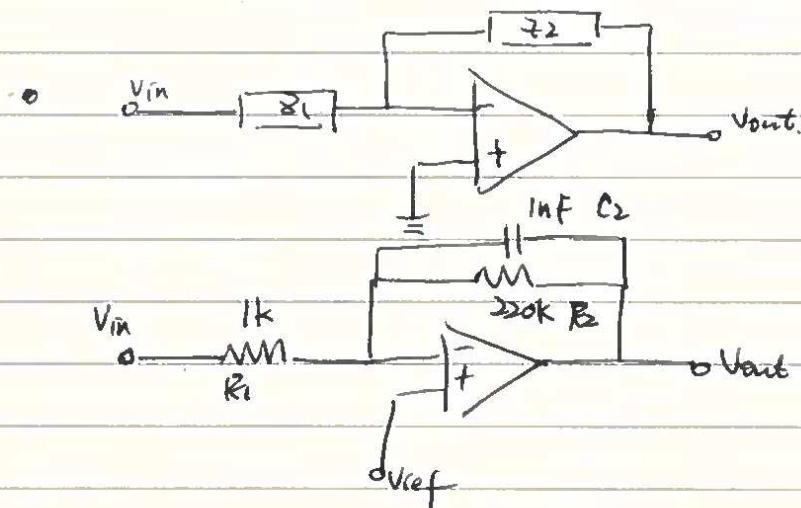 Z2
Vin
Z1
Vout.
1nF C2
220K R2
Vin
1k
R1
Vout
Vref